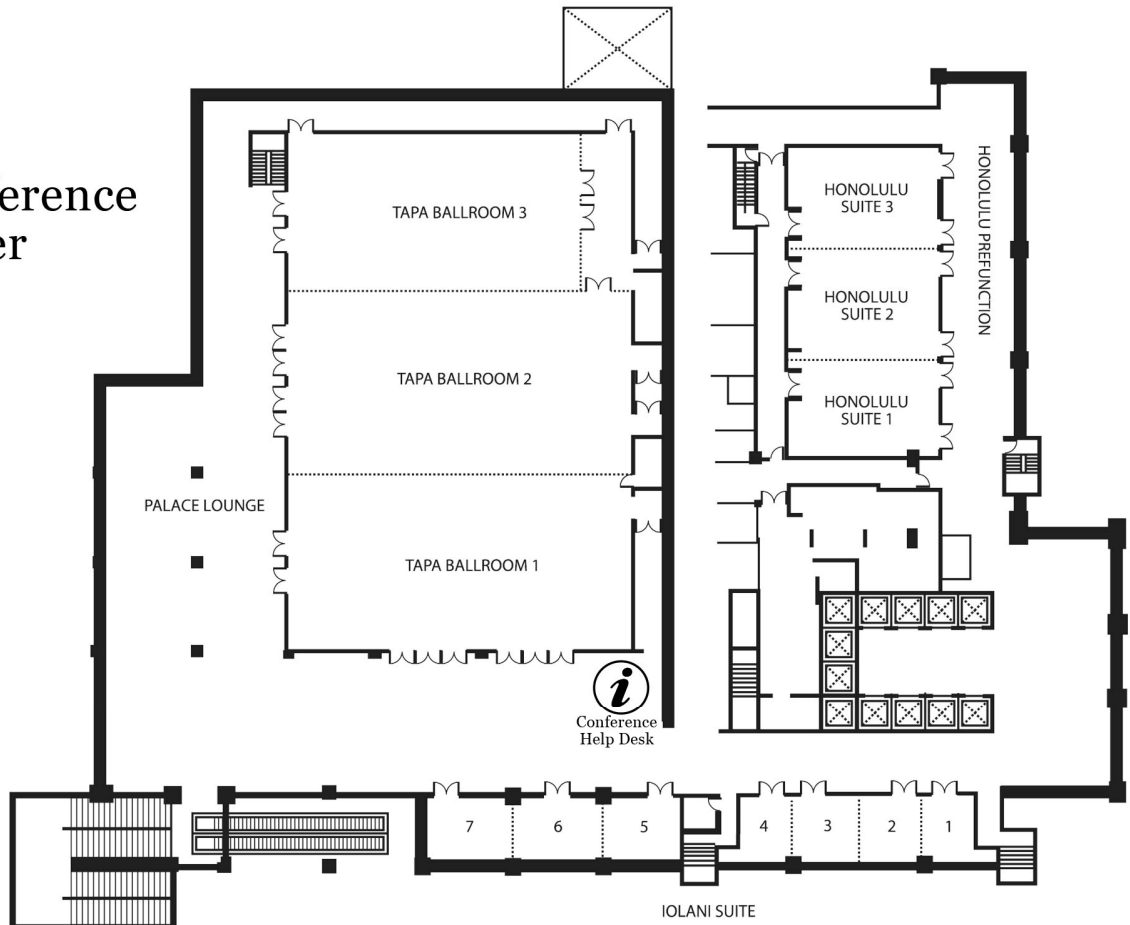 ference
er
TAPA BALLROOM 3
TAPA BALLROOM 2
TAPA BALLROOM 1
PALACE LOUNGE
HONOLULU
SUITE 3
HONOLULU
SUITE 2
HONOLULU
SUITE 1
HONOLULU PREFUNCTION
i
Conference
Help Desk
7
6
5
4
3
2
1
IOLANI SUITE